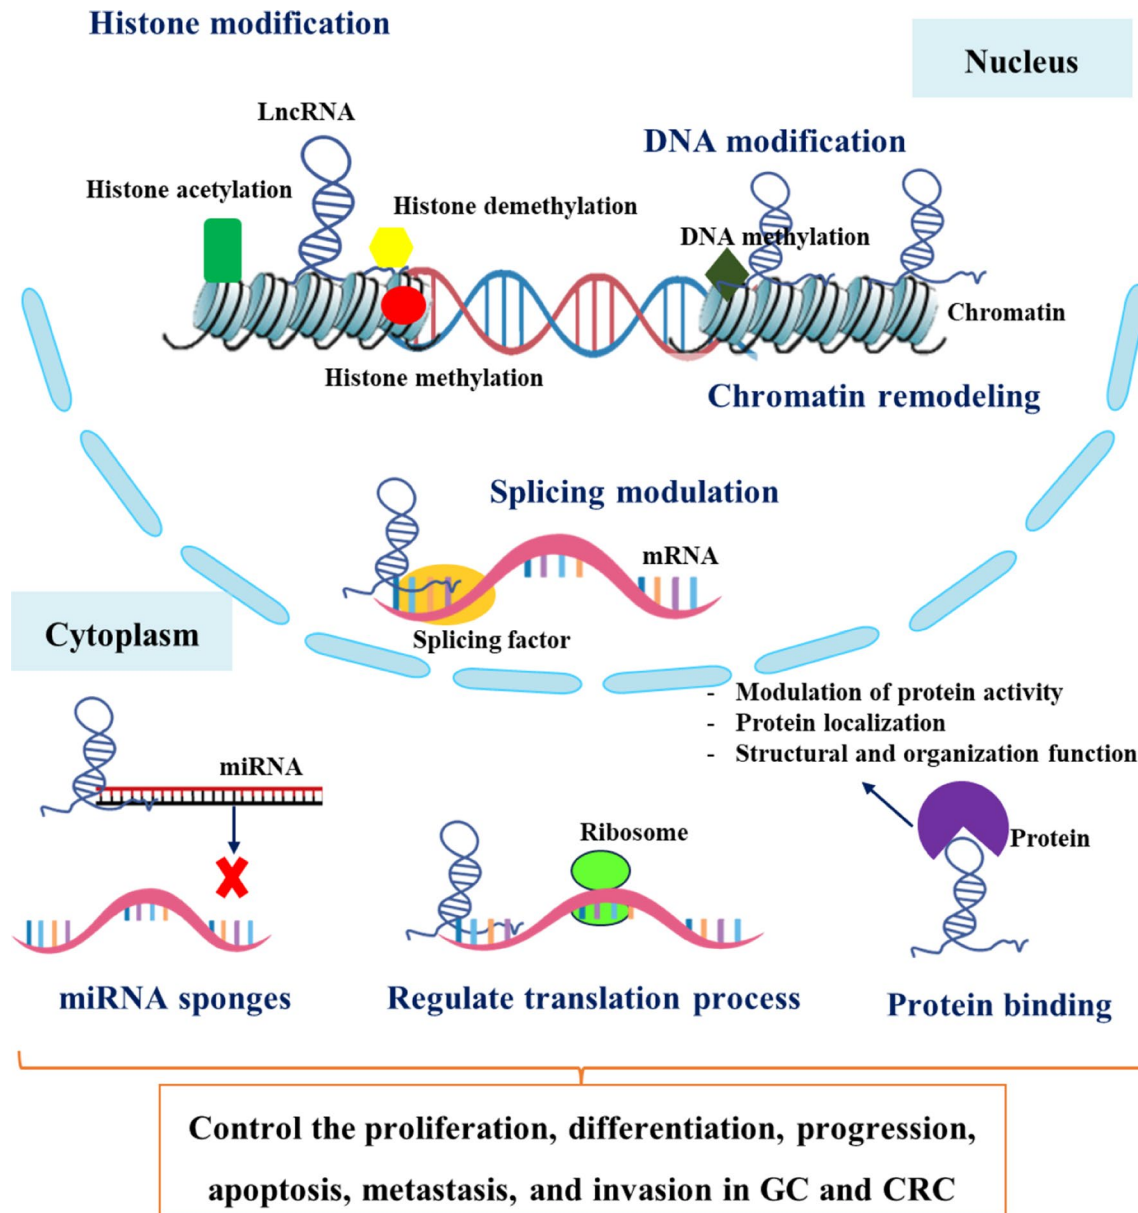 Histone modification
Nucleus
LncRNA
DNA modification
Histone acetylation
Histone demethylation
DNA methylation
Chromatin
Histone methylation
Chromatin remodeling
Splicing modulation
mRNA
Splicing factor
Cytoplasm
- Modulation of protein activity
- Protein localization
- Structural and organization function
miRNA
Ribosome
Protein
miRNA sponges
Regulate translation process
Protein binding
Control the proliferation, differentiation, progression,
apoptosis, metastasis, and invasion in GC and CRC